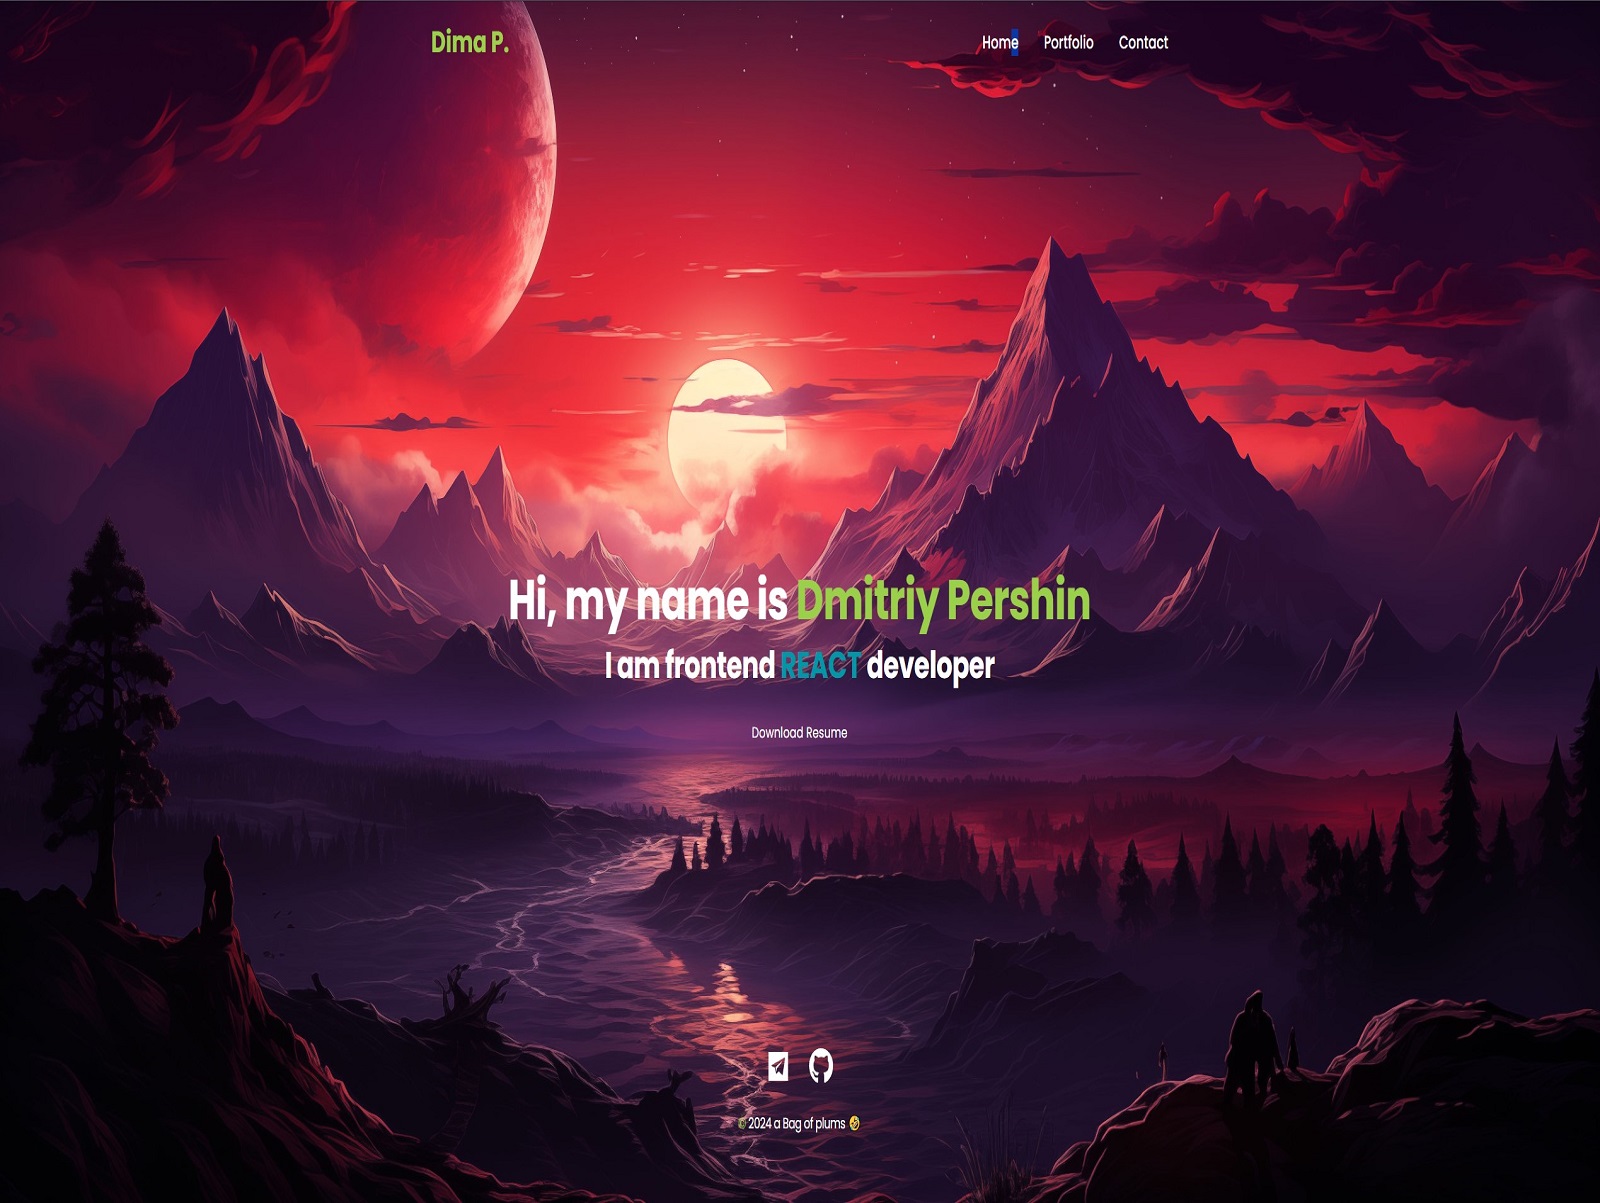 Dima P.
Home Portfolio Contact
Hi, my name is Dmitriy Pershin
I am frontend REACT developer
Download Resume
© 2024 a Bag of plums 🤣